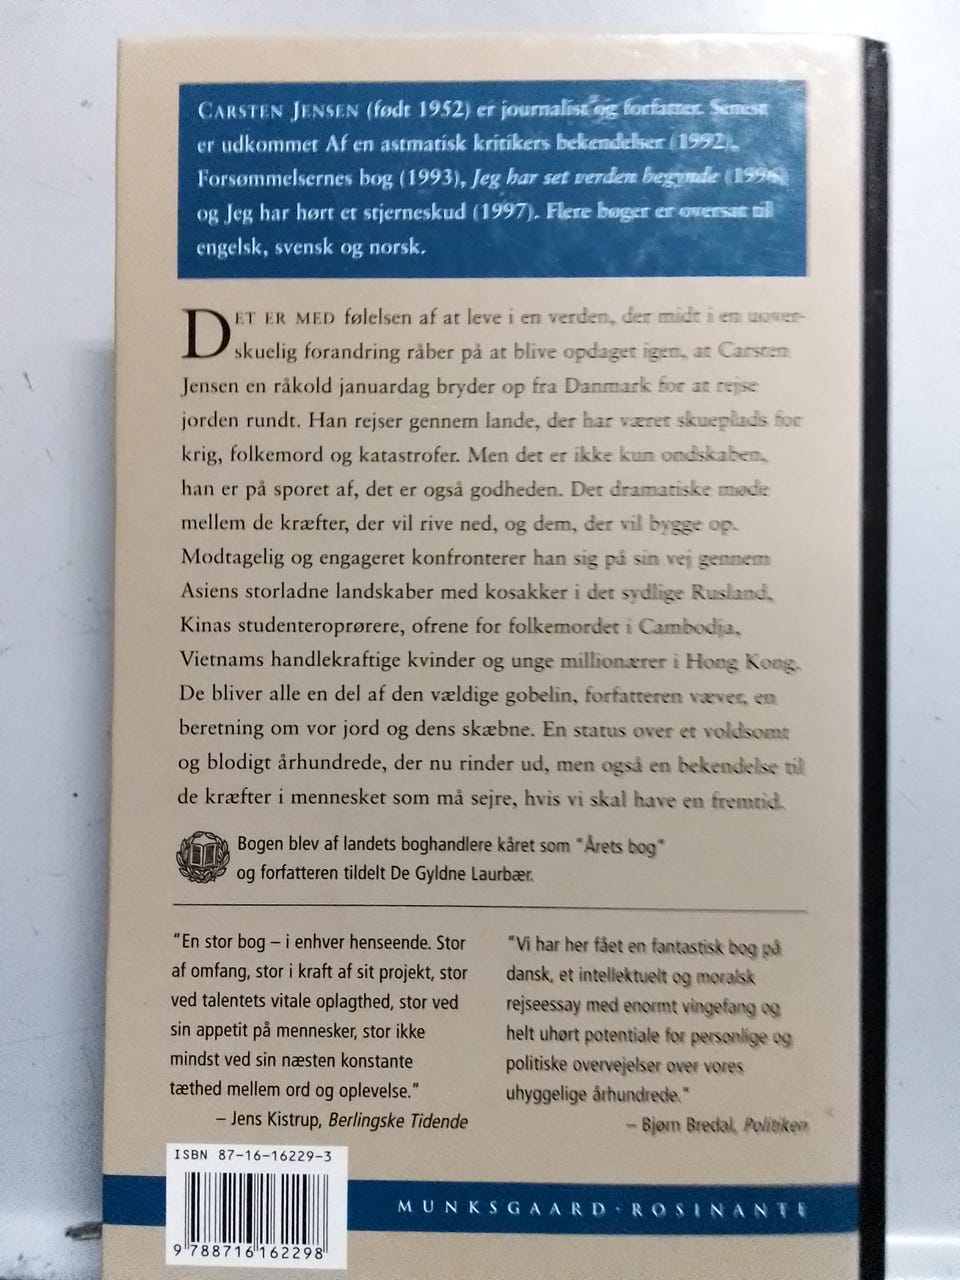 CARSTEN JENSEN (født 1952) er journalist og forfatter. Senest
er udkommet Af en astmatisk kritikers bekendelser (1992),
Forsømmelsernes bog (1993), Jeg har set verden begynde (1996)
og Jeg har hørt et stjerneskud (1997). Flere bøger er oversat til
engelsk, svensk og norsk.
DET ER MED følelsen af at leve i en verden, der midt i en uover-
skuelig forandring råber på at blive opdaget igen, at Carsten
Jensen en råkold januardag bryder op fra Danmark for at rejse
jorden rundt. Han rejser gennem lande, der har været skueplads for
krig, folkemord og katastrofer. Men det er ikke kun ondskaben,
han er på sporet af, det er også godheden. Det dramatiske møde
mellem de kræfter, der vil rive ned, og dem, der vil bygge op.
Modtagelig og engageret konfronterer han sig på sin vej gennem
Asiens storladne landskaber med kosakker i det sydlige Rusland,
Kinas studenteroprørere, ofrene for folkemordet i Cambodja,
Vietnams handlekraftige kvinder og unge millionærer i Hong Kong.
De bliver alle en del af den vældige gobelin, forfatteren væver, en
beretning om vor jord og dens skæbne. En status over et voldsomt
og blodigt århundrede, der nu rinder ud, men også en bekendelse til
de kræfter i mennesket som må sejre, hvis vi skal have en fremtid.
Bogen blev af landets boghandlere kåret som "Årets bog"
og forfatteren tildelt De Gyldne Laurbær.
"En stor bog – i enhver henseende. Stor
af omfang, stor i kraft af sit projekt, stor
ved talentets vitale oplagthed, stor ved
sin appetit på mennesker, stor ikke
mindst ved sin næsten konstante
tæthed mellem ord og oplevelse."
– Jens Kistrup, Berlingske Tidende
"Vi har her fået en fantastisk bog på
dansk, et intellektuelt og moralsk
rejseessay med enormt vingefang og
helt uhørt potentiale for personlige og
politiske overvejelser over vores
uhyggelige århundrede."
– Bjørn Bredal, Politiken
ISBN 87-16-16229-3
9 788716 162298
MUNKSGAARD · ROSINANTE